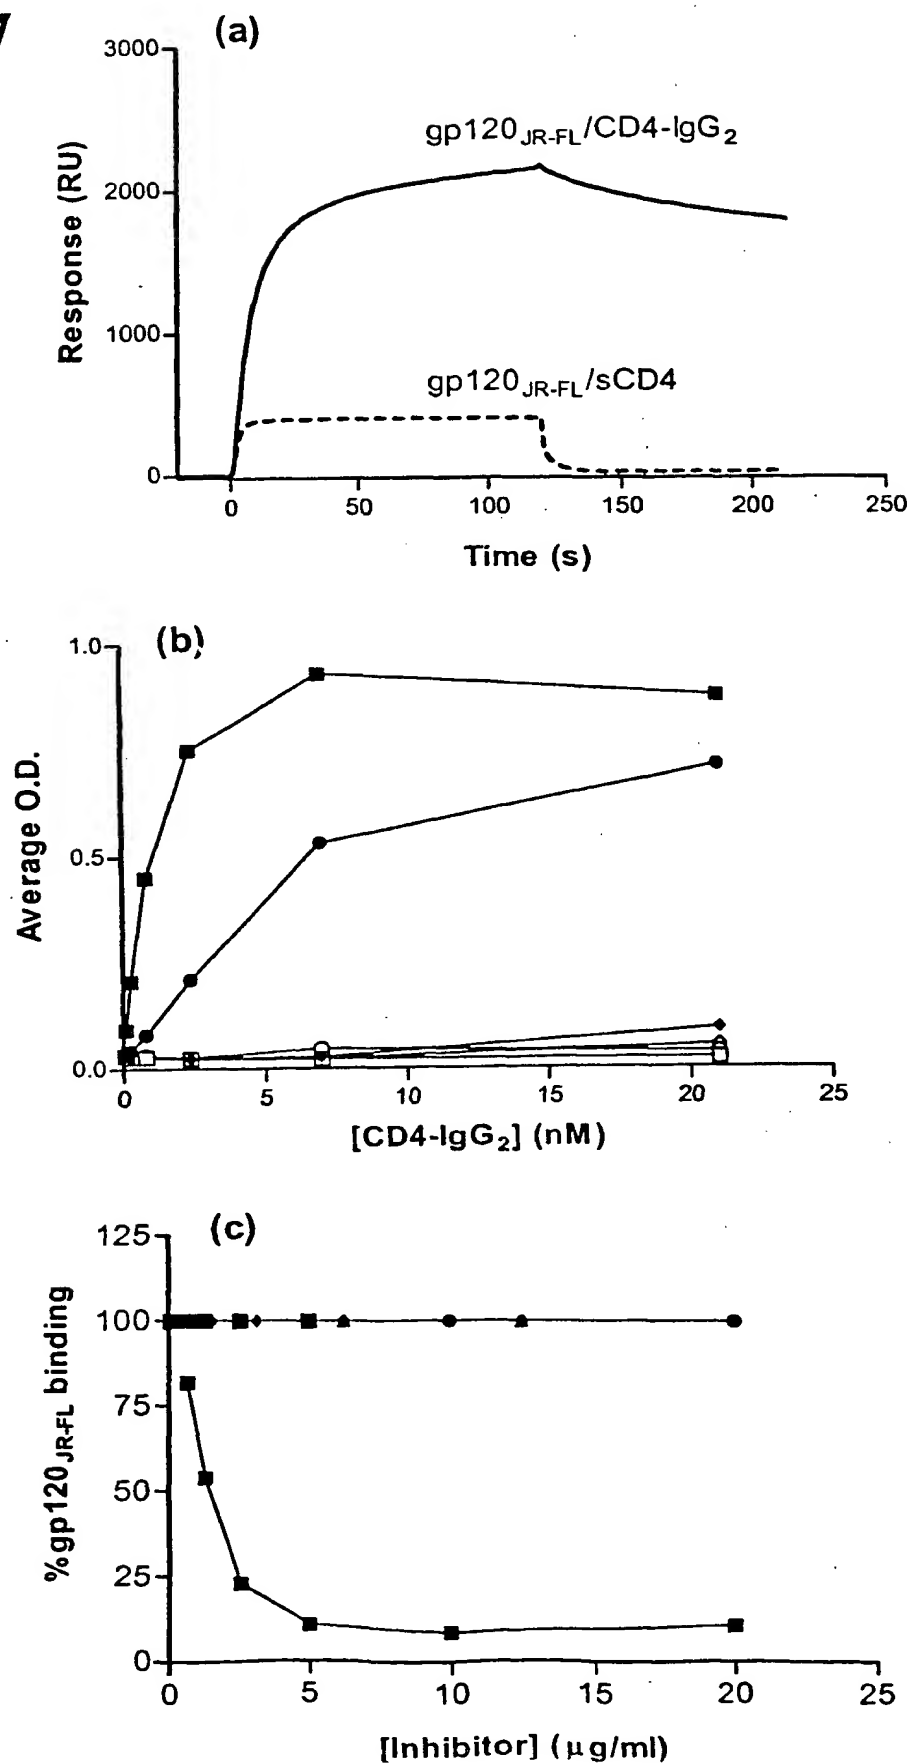 (a)
3000
2000
1000
0
Response (RU)
gp120JR-FL/CD4-IgG2
gp120JR-FL/sCD4
0 50 100 150 200 250
Time (s)
(b)
1.0
0.5
0.0
Average O.D.
0 5 10 15 20 25
[CD4-IgG2] (nM)
(c)
125
100
75
50
25
0
%gp120JR-FL binding
0 5 10 15 20 25
[Inhibitor] (µg/ml)